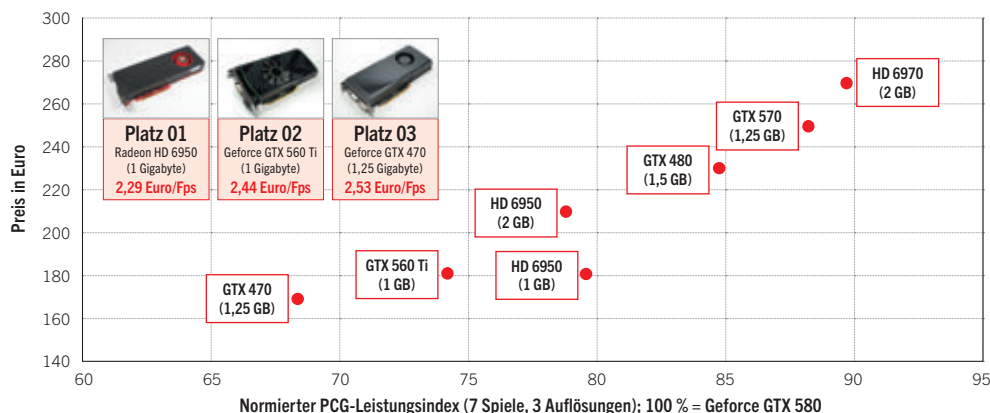 Preis in Euro
300
280
260
240
220
200
180
160
140
Platz 01
Radeon HD 6950
(1 Gigabyte)
2,29 Euro/Fps
Platz 02
Geforce GTX 560 Ti
(1 Gigabyte)
2,44 Euro/Fps
Platz 03
Geforce GTX 470
(1,25 Gigabyte)
2,53 Euro/Fps
HD 6970
(2 GB)
GTX 570
(1,25 GB)
GTX 480
(1,5 GB)
HD 6950
(2 GB)
GTX 560 Ti
(1 GB)
HD 6950
(1 GB)
GTX 470
(1,25 GB)
60
65
70
75
80
85
90
95
Normierter PCG-Leistungsindex (7 Spiele, 3 Auflösungen); 100 % = Geforce GTX 580